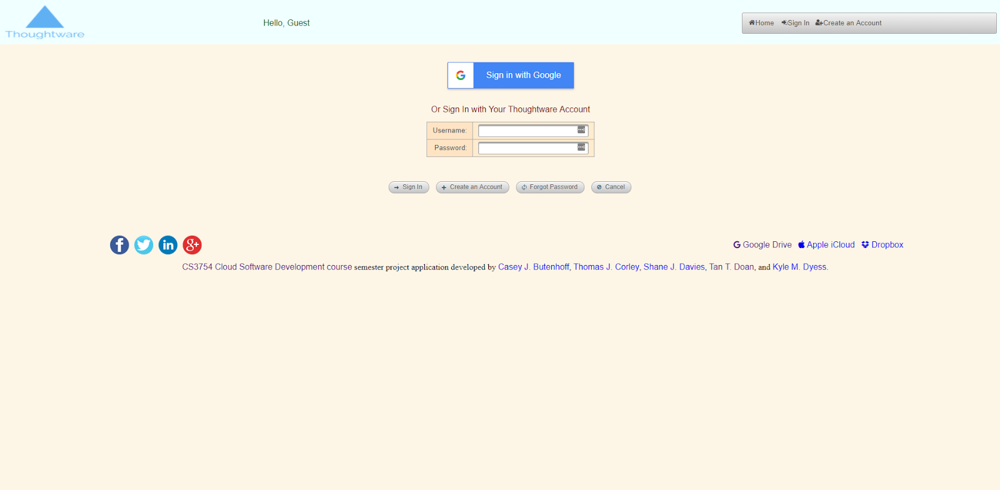 Thoughtware
Hello, Guest
Home Sign In Create an Account
Sign in with Google
Or Sign In with Your Thoughtware Account
Username:
Password:
Sign In Create an Account Forgot Password Cancel
Google Drive Apple iCloud Dropbox
CS3754 Cloud Software Development course semester project application developed by Casey J. Butenhoff, Thomas J. Corley, Shane J. Davies, Tan T. Doan, and Kyle M. Dyess.